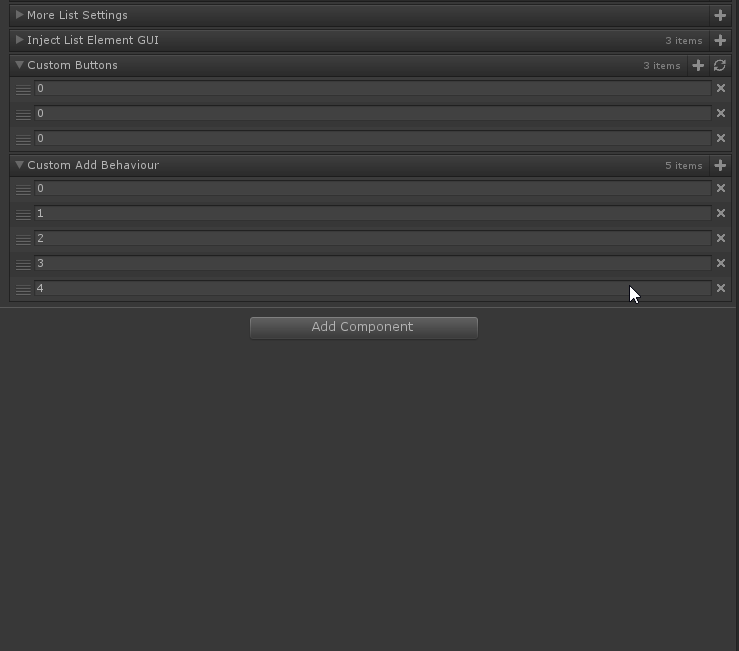 More List Settings
Inject List Element GUI 3 items
Custom Buttons 3 items
0
0
0
Custom Add Behaviour 5 items
0
1
2
3
4
Add Component